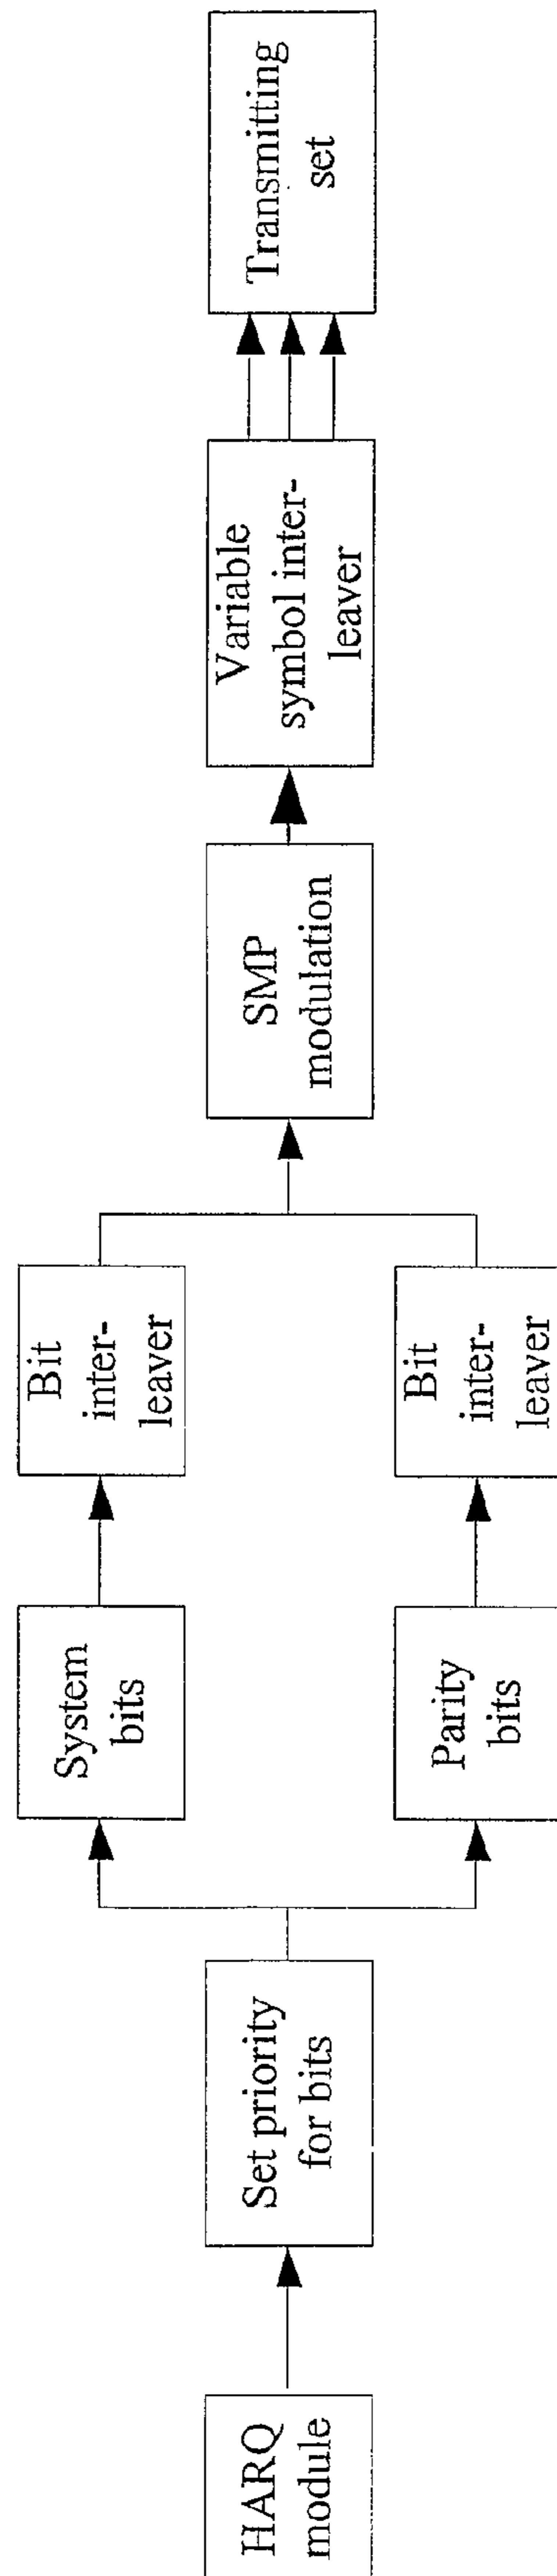 HARQ
module
Set priority
for bits
System
bits
Bit
inter-
leaver
Parity
bits
Bit
inter-
leaver
SMP
modulation
Variable
symbol inter-
leaver
Transmitting
set